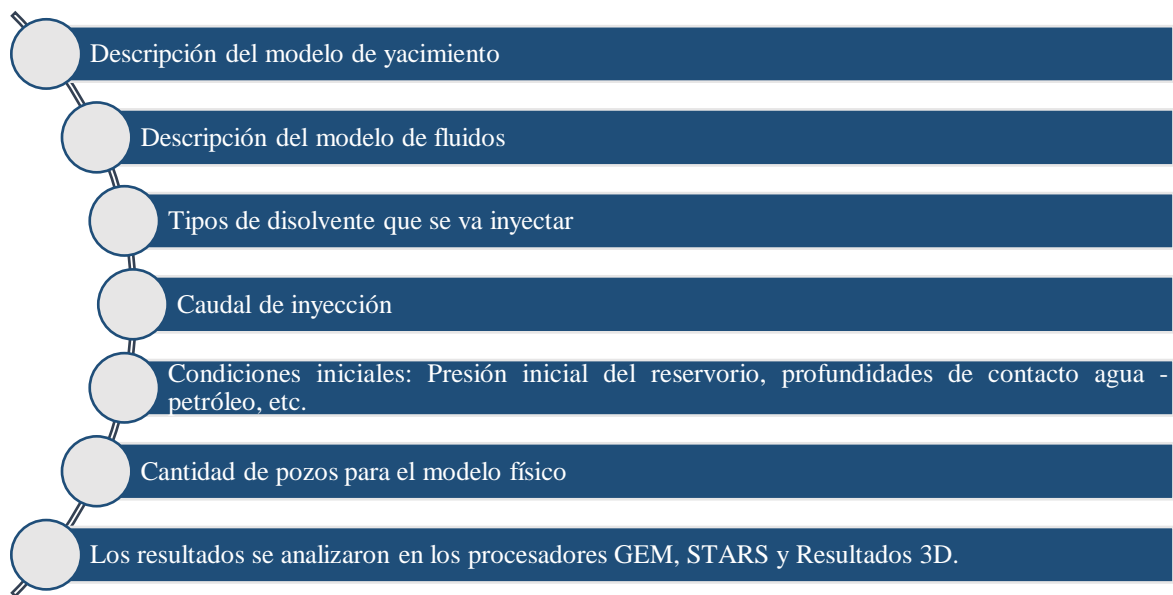 Descripción del modelo de yacimiento
Descripción del modelo de fluidos
Tipos de disolvente que se va inyectar
Caudal de inyección
Condiciones iniciales: Presión inicial del reservorio, profundidades de contacto agua -
petróleo, etc.
Cantidad de pozos para el modelo físico
Los resultados se analizaron en los procesadores GEM, STARS y Resultados 3D.